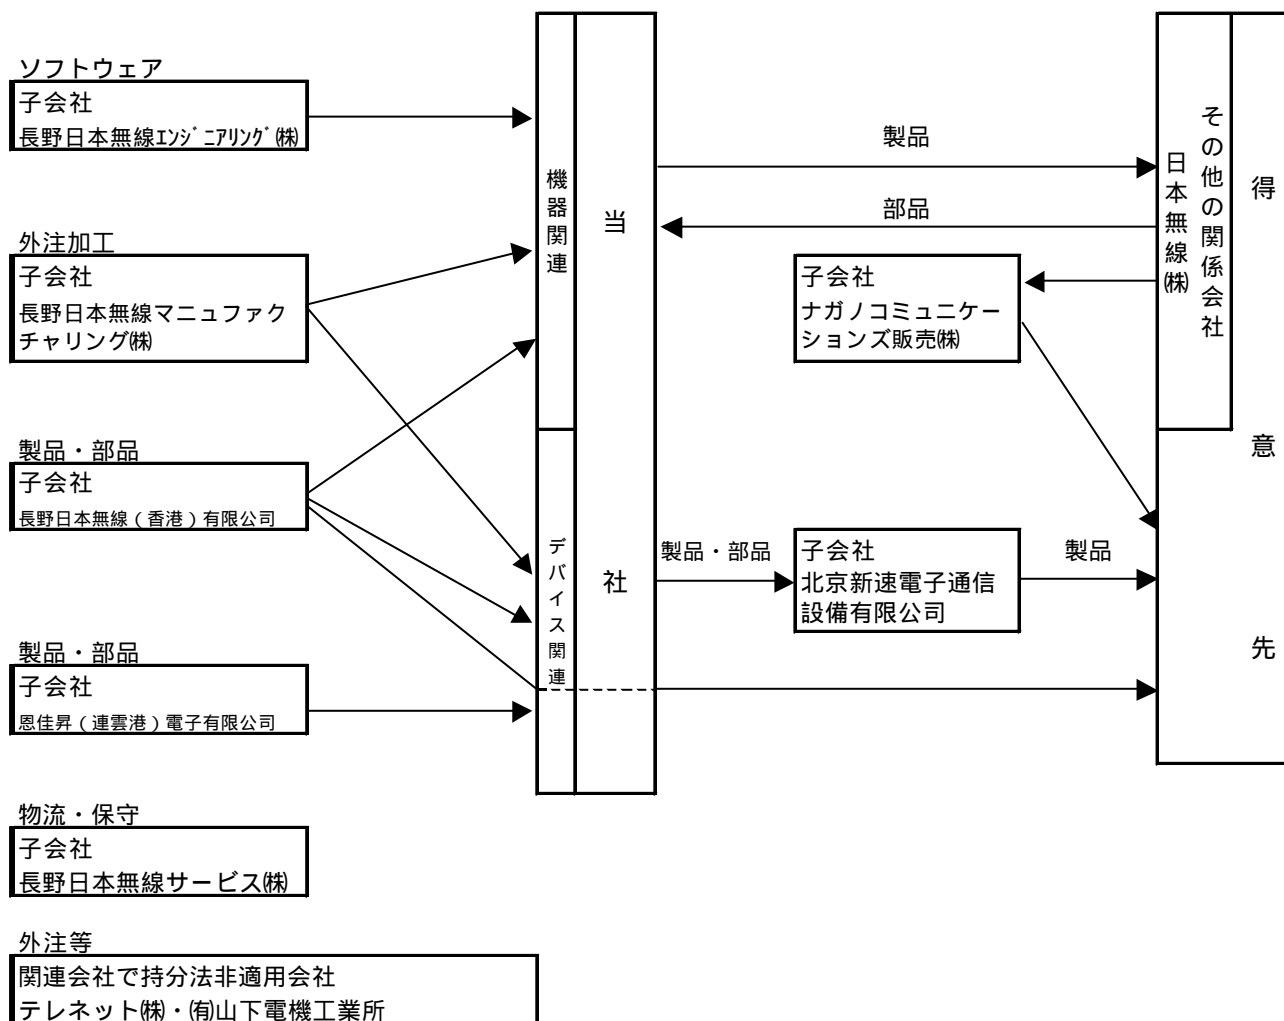 ソフトウェア
子会社
長野日本無線ｴﾝｼﾞﾆｱﾘﾝｸﾞ㈱
外注加工
子会社
長野日本無線マニュファク
チャリング㈱
製品・部品
子会社
長野日本無線（香港）有限公司
製品・部品
子会社
恩佳昇（連雲港）電子有限公司
物流・保守
子会社
長野日本無線サービス㈱
外注等
関連会社で持分法非適用会社
テレネット㈱・㈲山下電機工業所
機器関連
デバイス関連
当社
製品
部品
子会社
ナガノコミュニケー
ションズ販売㈱
製品・部品
子会社
北京新速電子通信
設備有限公司
製品
その他の関係会社
日本無線㈱
得意先